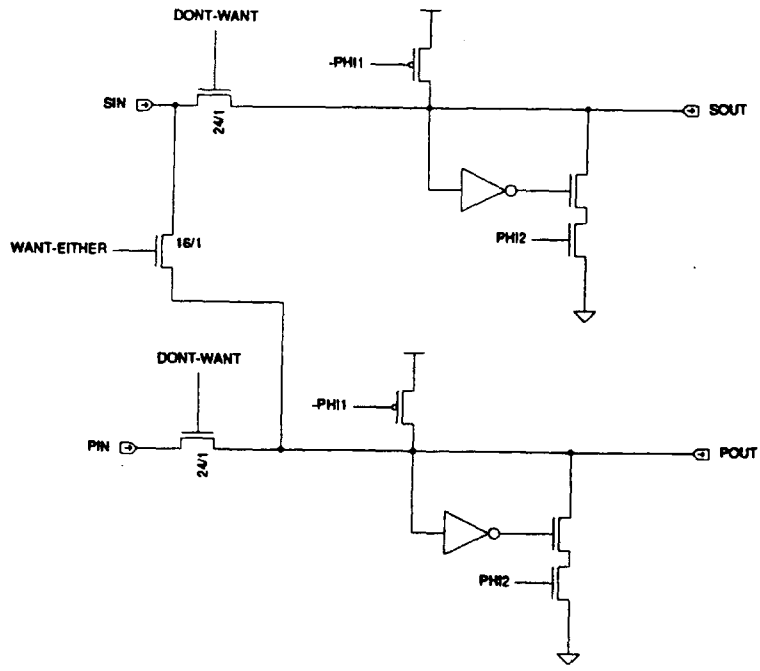 DONT-WANT
-PHI1
SIN
24/1
SOUT
PHI2
WANT-EITHER
16/1
DONT-WANT
-PHI1
PIN
24/1
POUT
PHI2